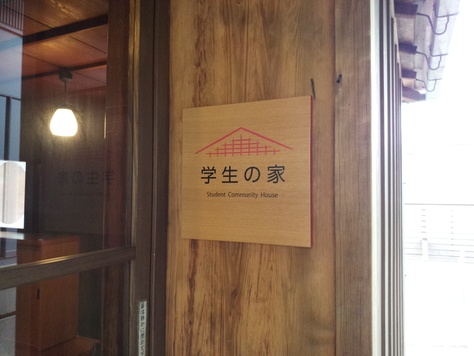 学生の家
Student Community House